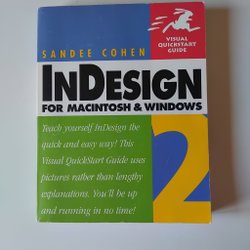 SANDEE COHEN
VISUAL
QUICKSTART
GUIDE
INDESIGN
FOR MACINTOSH & WINDOWS
Teach yourself InDesign the
quick and easy way! This
Visual QuickStart Guide uses
pictures rather than lengthy
explanations. You'll be up
and running in no time!
2